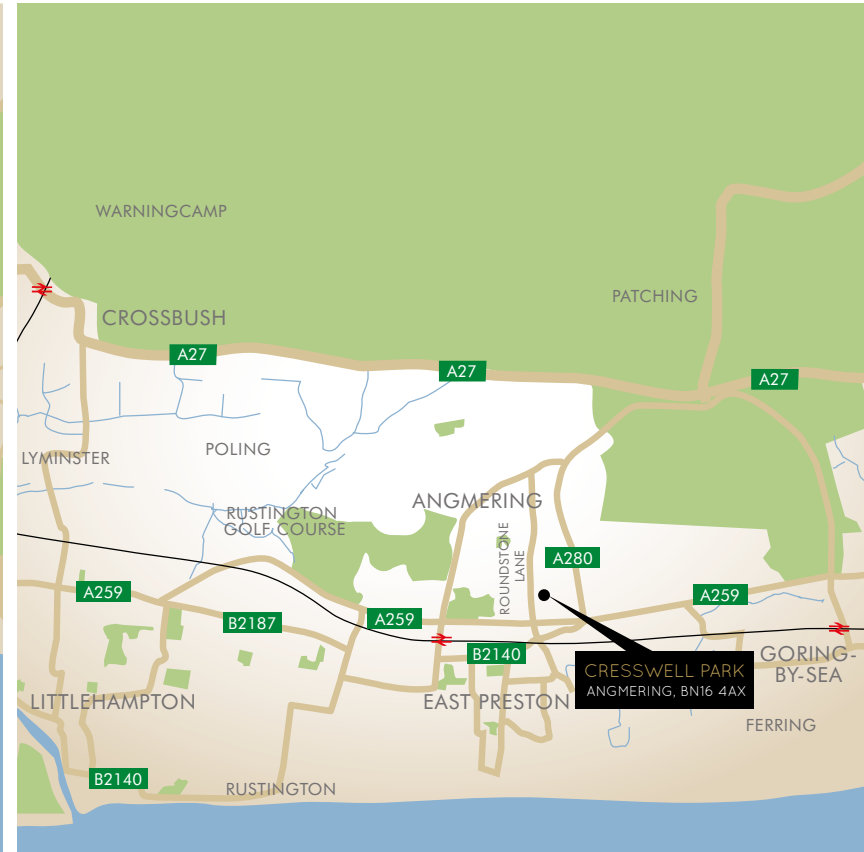 WARNINGCAMP
PATCHING
CROSSBUSH
A27
A27
A27
POLING
LYMINSTER
ANGMERING
RUSTINGTON
GOLF COURSE
ROUNDSTONE
LANE
A280
A259
A259
A259
B2187
B2140
CRESSWELL PARK
ANGMERING, BN16 4AX
GORING-
BY-SEA
LITTLEHAMPTON
EAST PRESTON
FERRING
B2140
RUSTINGTON